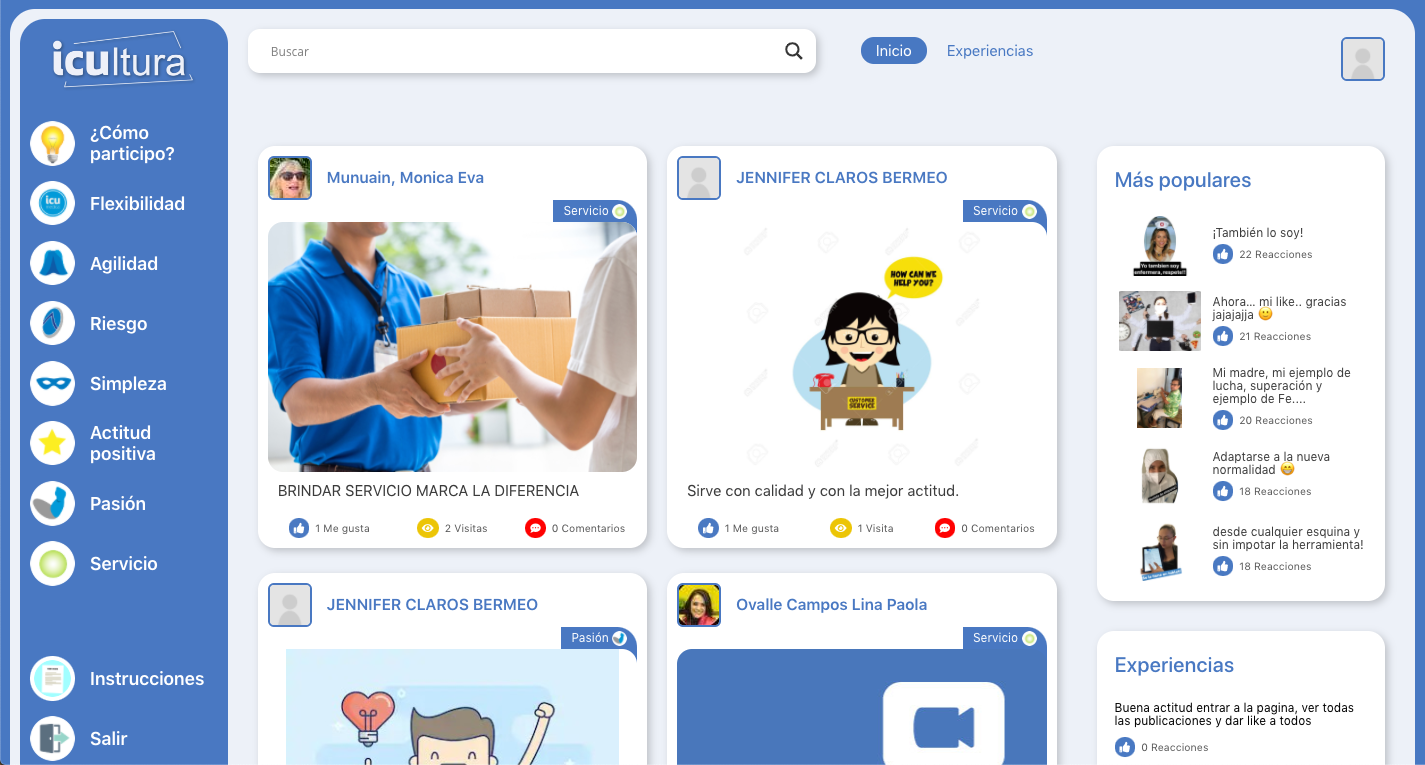 icultura
Buscar
Inicio
Experiencias
¿Cómo
participo?
icu
Flexibilidad
Agilidad
Riesgo
Simpleza
Actitud
positiva
Pasión
Servicio
Instrucciones
Salir
Munuain, Monica Eva
Servicio
BRINDAR SERVICIO MARCA LA DIFERENCIA
1 Me gusta
2 Visitas
0 Comentarios
JENNIFER CLAROS BERMEO
Servicio
HOW CAN WE
HELP YOU?
CUSTOMER
SERVICE
Sirve con calidad y con la mejor actitud.
1 Me gusta
1 Visita
0 Comentarios
JENNIFER CLAROS BERMEO
Pasión
Ovalle Campos Lina Paola
Servicio
Más populares
Yo tambien soy
enfermera, respete!!
¡También lo soy!
22 Reacciones
Ahora... mi like.. gracias
jajajajja 🙂
21 Reacciones
Mi madre, mi ejemplo de
lucha, superación y
ejemplo de Fe....
20 Reacciones
Adaptarse a la nueva
normalidad 😁
18 Reacciones
desde cualquier esquina y
sin impotar la herramienta!
18 Reacciones
Experiencias
Buena actitud entrar a la pagina, ver todas
las publicaciones y dar like a todos
0 Reacciones